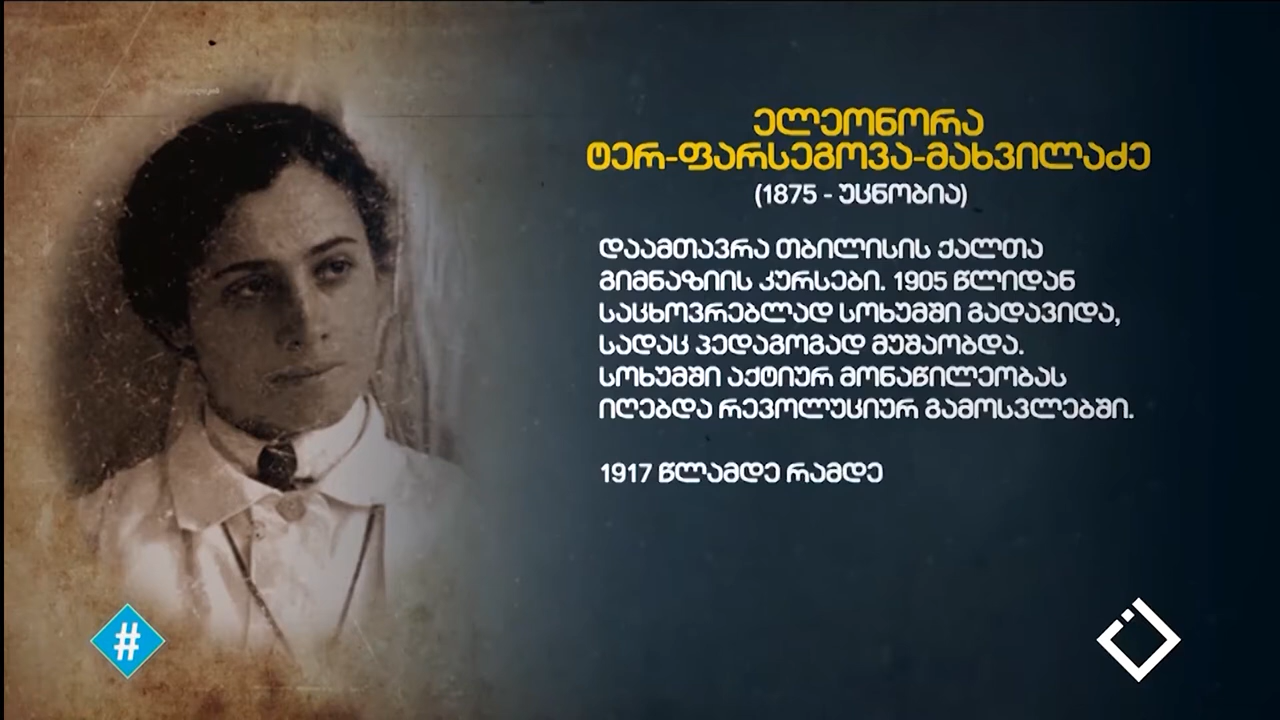 ელეონორა
ტერ-ფარსეგოვა-მახვილაძე
(1875 - უცნობია)
დაამთავრა თბილისის ქალთა
გიმნაზიის კურსები. 1905 წლიდან
საცხოვრებლად სოხუმში გადავიდა,
სადაც პედაგოგად მუშაობდა.
სოხუმში აქტიურ მონაწილეობას
იღებდა რევოლუციურ გამოსვლებში.
1917 წლამდე რამდე
#